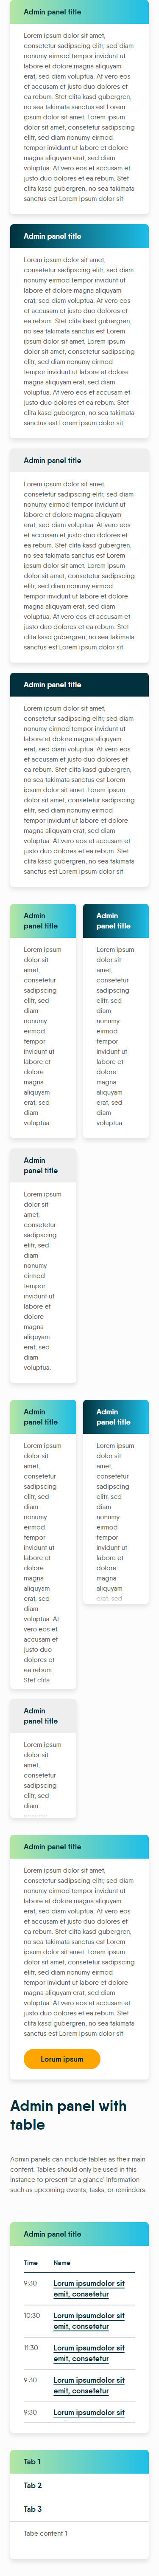 Admin panel title
Lorem ipsum dolor sit amet,
consetetur sadipscing elitr, sed diam
nonumy eirmod tempor invidunt ut
labore et dolore magna aliquyam
erat, sed diam voluptua. At vero eos
et accusam et justo duo dolores et
ea rebum. Stet clita kasd gubergren,
no sea takimata sanctus est Lorem
ipsum dolor sit amet. Lorem ipsum
dolor sit amet, consetetur sadipscing
elitr, sed diam nonumy eirmod
tempor invidunt ut labore et dolore
magna aliquyam erat, sed diam
voluptua. At vero eos et accusam et
justo duo dolores et ea rebum. Stet
clita kasd gubergren, no sea takimata
sanctus est Lorem ipsum dolor sit
Admin panel title
Lorem ipsum dolor sit amet,
consetetur sadipscing elitr, sed diam
nonumy eirmod tempor invidunt ut
labore et dolore magna aliquyam
erat, sed diam voluptua. At vero eos
et accusam et justo duo dolores et
ea rebum. Stet clita kasd gubergren,
no sea takimata sanctus est Lorem
ipsum dolor sit amet. Lorem ipsum
dolor sit amet, consetetur sadipscing
elitr, sed diam nonumy eirmod
tempor invidunt ut labore et dolore
magna aliquyam erat, sed diam
voluptua. At vero eos et accusam et
justo duo dolores et ea rebum. Stet
clita kasd gubergren, no sea takimata
sanctus est Lorem ipsum dolor sit
Admin panel title
Lorem ipsum dolor sit amet,
consetetur sadipscing elitr, sed diam
nonumy eirmod tempor invidunt ut
labore et dolore magna aliquyam
erat, sed diam voluptua. At vero eos
et accusam et justo duo dolores et
ea rebum. Stet clita kasd gubergren,
no sea takimata sanctus est Lorem
ipsum dolor sit amet. Lorem ipsum
dolor sit amet, consetetur sadipscing
elitr, sed diam nonumy eirmod
tempor invidunt ut labore et dolore
magna aliquyam erat, sed diam
voluptua. At vero eos et accusam et
justo duo dolores et ea rebum. Stet
clita kasd gubergren, no sea takimata
sanctus est Lorem ipsum dolor sit
Admin panel title
Lorem ipsum dolor sit amet,
consetetur sadipscing elitr, sed diam
nonumy eirmod tempor invidunt ut
labore et dolore magna aliquyam
erat, sed diam voluptua. At vero eos
et accusam et justo duo dolores et
ea rebum. Stet clita kasd gubergren,
no sea takimata sanctus est Lorem
ipsum dolor sit amet. Lorem ipsum
dolor sit amet, consetetur sadipscing
elitr, sed diam nonumy eirmod
tempor invidunt ut labore et dolore
magna aliquyam erat, sed diam
voluptua. At vero eos et accusam et
justo duo dolores et ea rebum. Stet
clita kasd gubergren, no sea takimata
sanctus est Lorem ipsum dolor sit
Admin
panel title
Lorem ipsum
dolor sit
amet,
consetetur
sadipscing
elitr, sed
diam
nonumy
eirmod
tempor
invidunt ut
labore et
dolore
magna
aliquyam
erat, sed
diam
voluptua.
Admin
panel title
Lorem ipsum
dolor sit
amet,
consetetur
sadipscing
elitr, sed
diam
nonumy
eirmod
tempor
invidunt ut
labore et
dolore
magna
aliquyam
erat, sed
diam
voluptua.
Admin
panel title
Lorem ipsum
dolor sit
amet,
consetetur
sadipscing
elitr, sed
diam
nonumy
eirmod
tempor
invidunt ut
labore et
dolore
magna
aliquyam
erat, sed
diam
voluptua.
Admin
panel title
Lorem ipsum
dolor sit
amet,
consetetur
sadipscing
elitr, sed
diam
nonumy
eirmod
tempor
invidunt ut
labore et
dolore
magna
aliquyam
erat, sed
diam
voluptua. At
vero eos et
accusam et
justo duo
dolores et
ea rebum.
Stet clita
Admin
panel title
Lorem ipsum
dolor sit
amet,
consetetur
sadipscing
elitr, sed
diam
nonumy
eirmod
tempor
invidunt ut
labore et
dolore
magna
aliquyam
erat, sed
Admin
panel title
Lorem ipsum
dolor sit
amet,
consetetur
sadipscing
elitr, sed
diam
Admin panel title
Lorem ipsum dolor sit amet,
consetetur sadipscing elitr, sed diam
nonumy eirmod tempor invidunt ut
labore et dolore magna aliquyam
erat, sed diam voluptua. At vero eos
et accusam et justo duo dolores et
ea rebum. Stet clita kasd gubergren,
no sea takimata sanctus est Lorem
ipsum dolor sit amet. Lorem ipsum
dolor sit amet, consetetur sadipscing
elitr, sed diam nonumy eirmod
tempor invidunt ut labore et dolore
magna aliquyam erat, sed diam
voluptua. At vero eos et accusam et
justo duo dolores et ea rebum. Stet
clita kasd gubergren, no sea takimata
sanctus est Lorem ipsum dolor sit
Lorem ipsum
Admin panel with
table
Admin panels can include tables as their main
content. Tables should only be used in this
instance to present 'at a glance' information
such as upcoming events, tasks, or reminders.
Admin panel title
Time Name
9:30 Lorem ipsumdolor sit
emit, consetetur
10:30 Lorem ipsumdolor sit
emit, consetetur
11:30 Lorem ipsumdolor sit
emit, consetetur
9:30 Lorem ipsumdolor sit
emit, consetetur
9:30 Lorem ipsumdolor sit
Tab 1
Tab 2
Tab 3
Tabe content 1